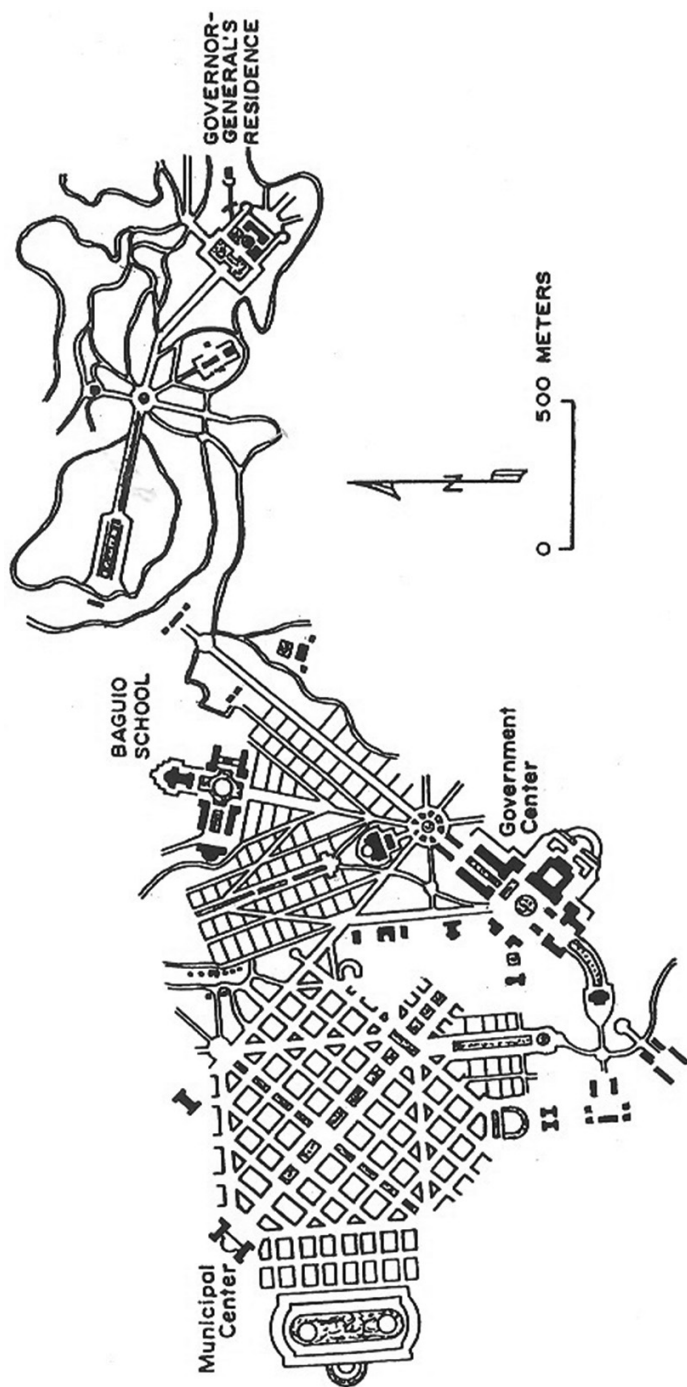 Municipal
Center
BAGUIO
SCHOOL
Government
Center
GOVERNOR-
GENERAL'S
RESIDENCE
N
0 500 METERS